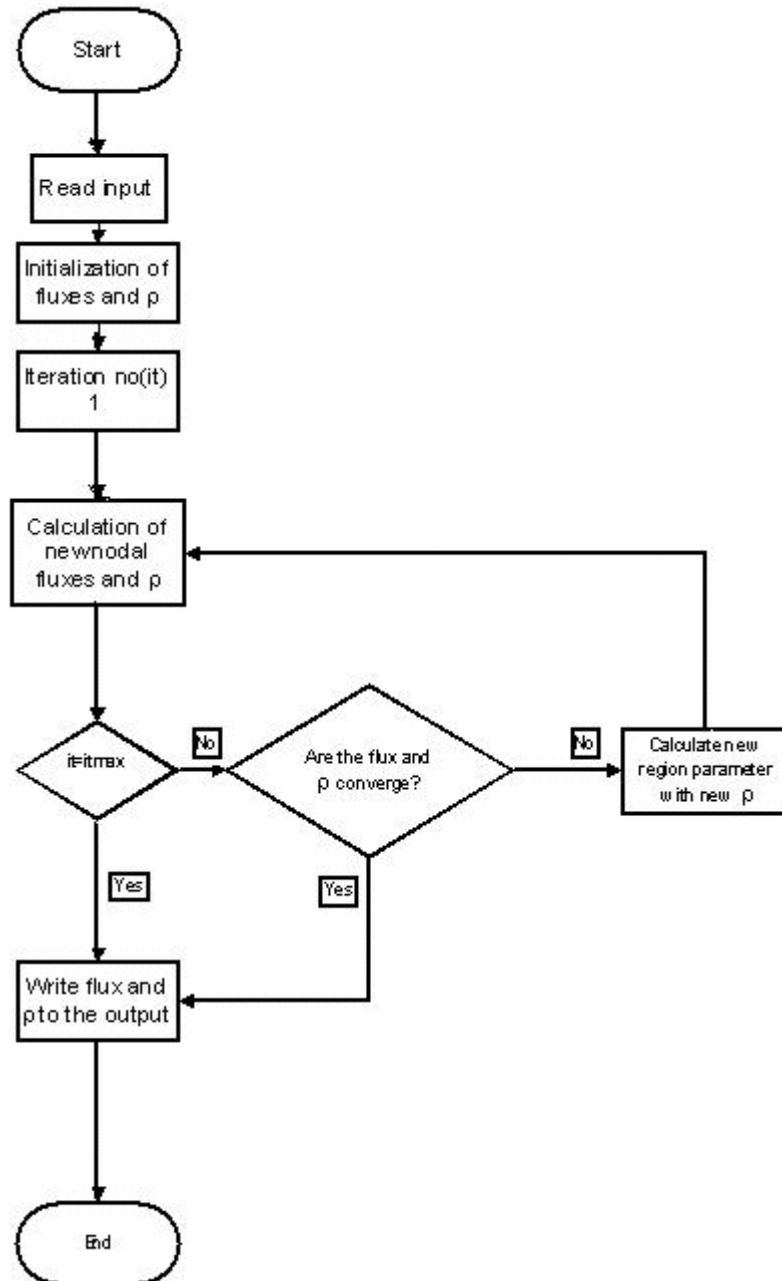 Start
Read input
Initialization of
fluxes and ρ
Iteration no(it)
1
Calculation of
newnodal
fluxes and ρ
it=itmax
No
Are the flux and
ρ converge?
No
Calculate new
region parameter
with new ρ
Yes
Yes
Write flux and
ρ to the output
End